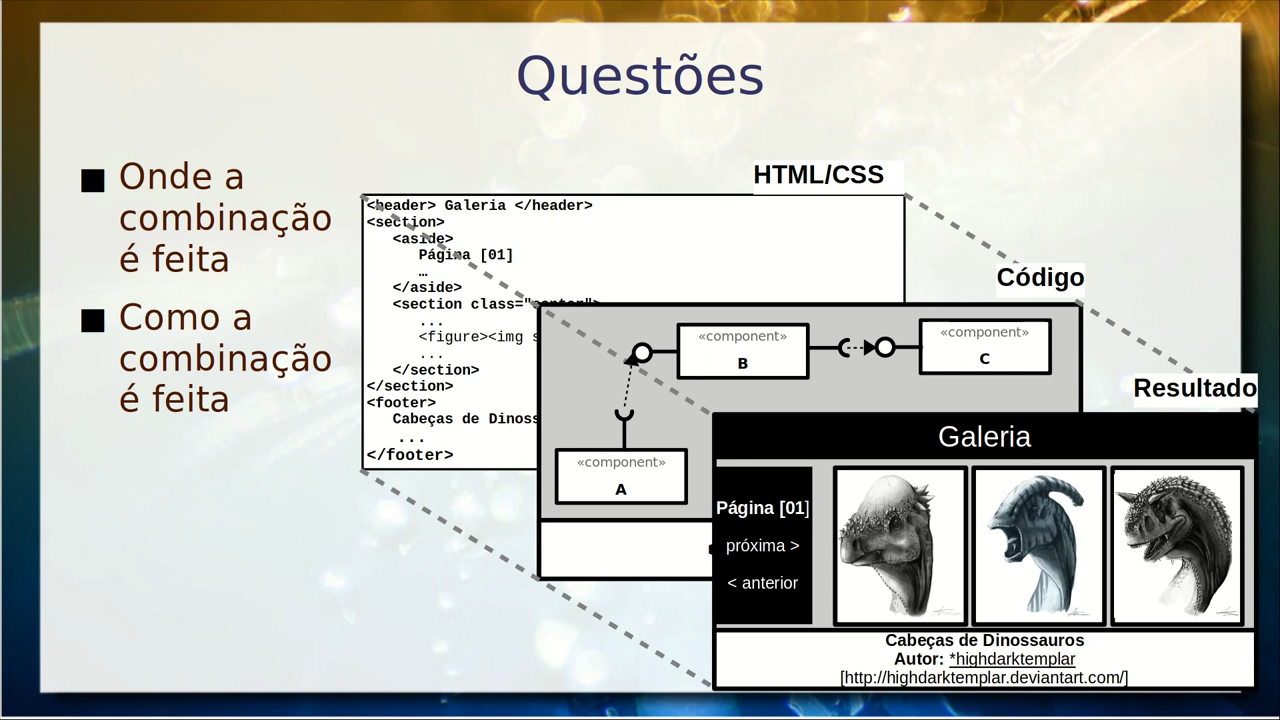 Questões
■ Onde a
combinação
é feita
■ Como a
combinação
é feita
HTML/CSS
<header> Galeria </header>
<section>
<aside>
Página [01]
…
</aside>
<section class="center">
...
<figure><img s
...
</section>
</section>
<footer>
Cabeças de Dinoss
...
</footer>
Código
«component»
B
«component»
C
«component»
A
Resultado
Galeria
Página [01]
próxima >
< anterior
Cabeças de Dinossauros
Autor: *highdarktemplar
[http://highdarktemplar.deviantart.com/]